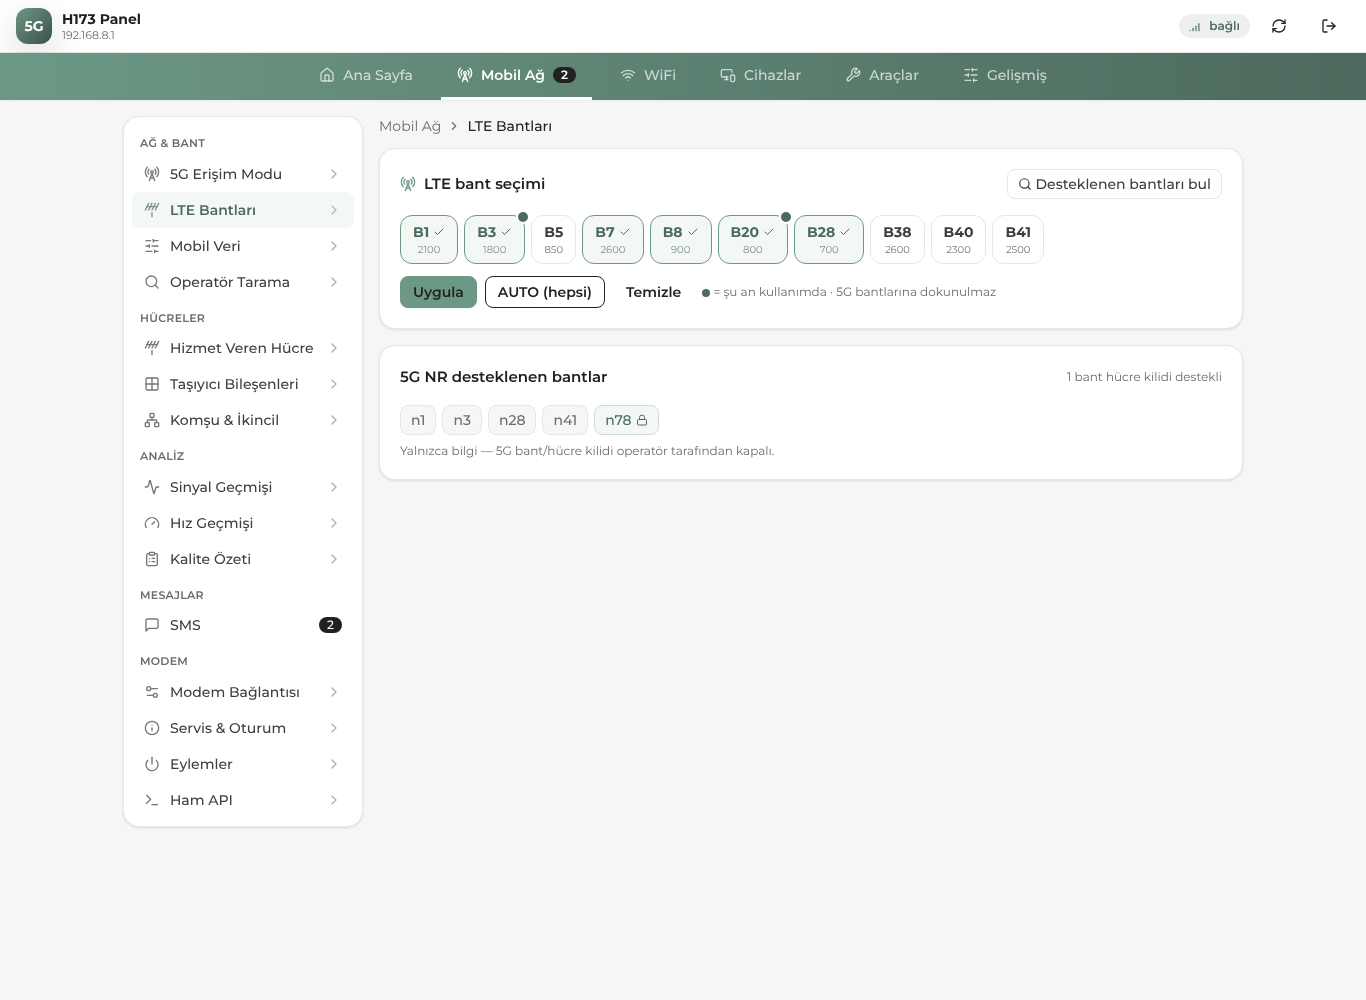 5G
H173 Panel
192.168.8.1
bağlı
Ana Sayfa
Mobil Ağ 2
WiFi
Cihazlar
Araçlar
Gelişmiş
AĞ & BANT
5G Erişim Modu
LTE Bantları
Mobil Veri
Operatör Tarama
HÜCRELER
Hizmet Veren Hücre
Taşıyıcı Bileşenleri
Komşu & İkincil
ANALİZ
Sinyal Geçmişi
Hız Geçmişi
Kalite Özeti
MESAJLAR
SMS 2
MODEM
Modem Bağlantısı
Servis & Oturum
Eylemler
Ham API
Mobil Ağ > LTE Bantları
LTE bant seçimi
Desteklenen bantları bul
B1
2100
B3
1800
B5
850
B7
2600
B8
900
B20
800
B28
700
B38
2600
B40
2300
B41
2500
Uygula
AUTO (hepsi)
Temizle
= şu an kullanımda · 5G bantlarına dokunulmaz
5G NR desteklenen bantlar
1 bant hücre kilidi destekli
n1
n3
n28
n41
n78
Yalnızca bilgi — 5G bant/hücre kilidi operatör tarafından kapalı.